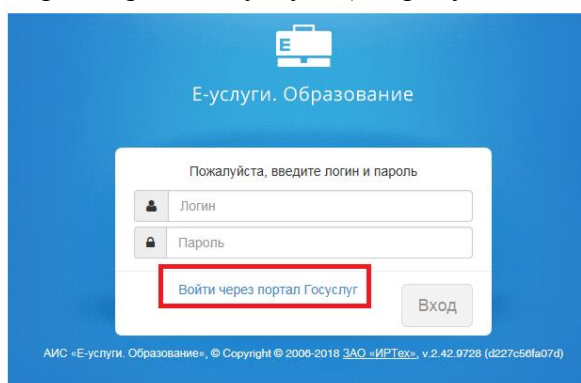 Е
Е-услуги. Образование
Пожалуйста, введите логин и пароль
Логин
Пароль
Войти через портал Госуслуг
Вход
АИС «Е-услуги. Образование», © Copyright © 2006-2018 ЗАО «ИРТех», v.2.42.9728 (d227c56fa07d)